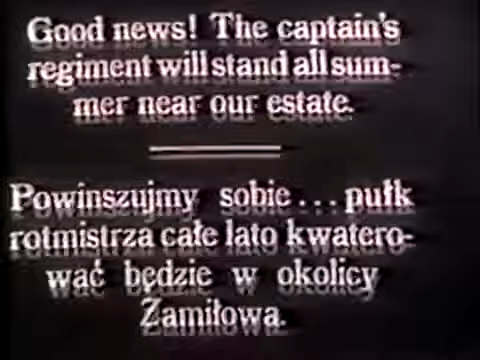 Good news! The captain's
regiment will stand all sum-
mer near our estate.
Powinszujmy sobie... pułk
rotmistrza całe lato kwatero-
wać będzie w okolicy
Zamiłowa.